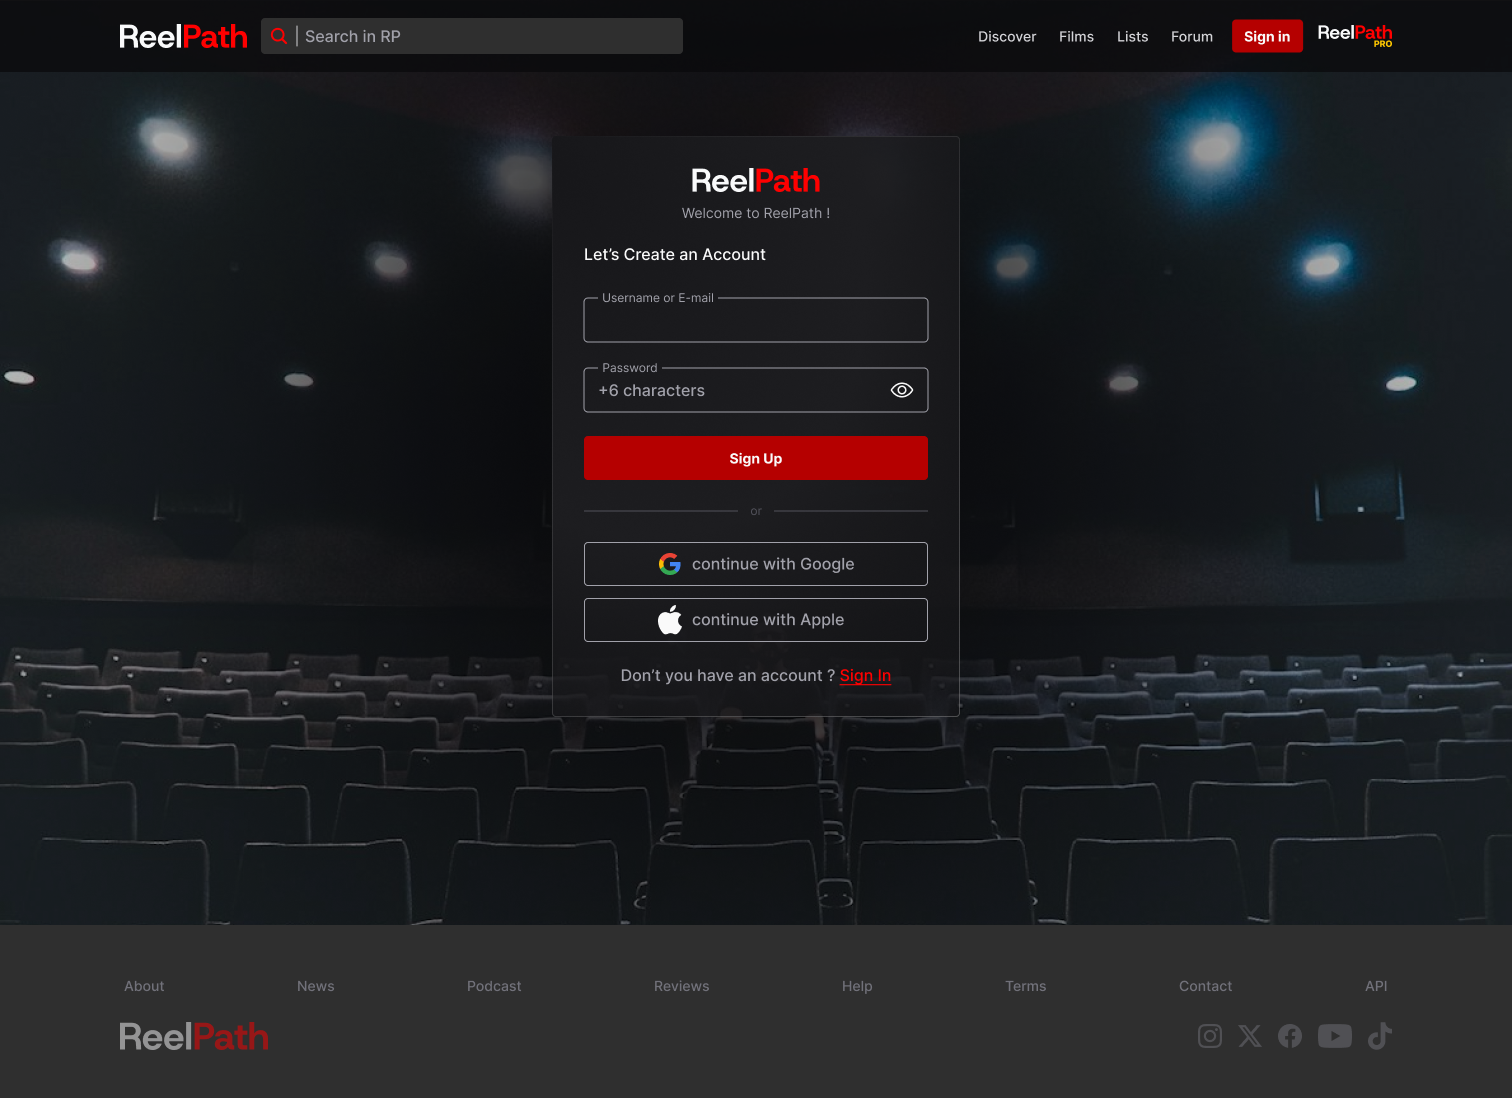 ReelPath
Search in RP
Discover Films Lists Forum Sign in ReelPath PRO
ReelPath
Welcome to ReelPath !
Let’s Create an Account
Username or E-mail
Password
+6 characters
Sign Up
or
continue with Google
continue with Apple
Don’t you have an account ? Sign In
About News Podcast Reviews Help Terms Contact API
ReelPath